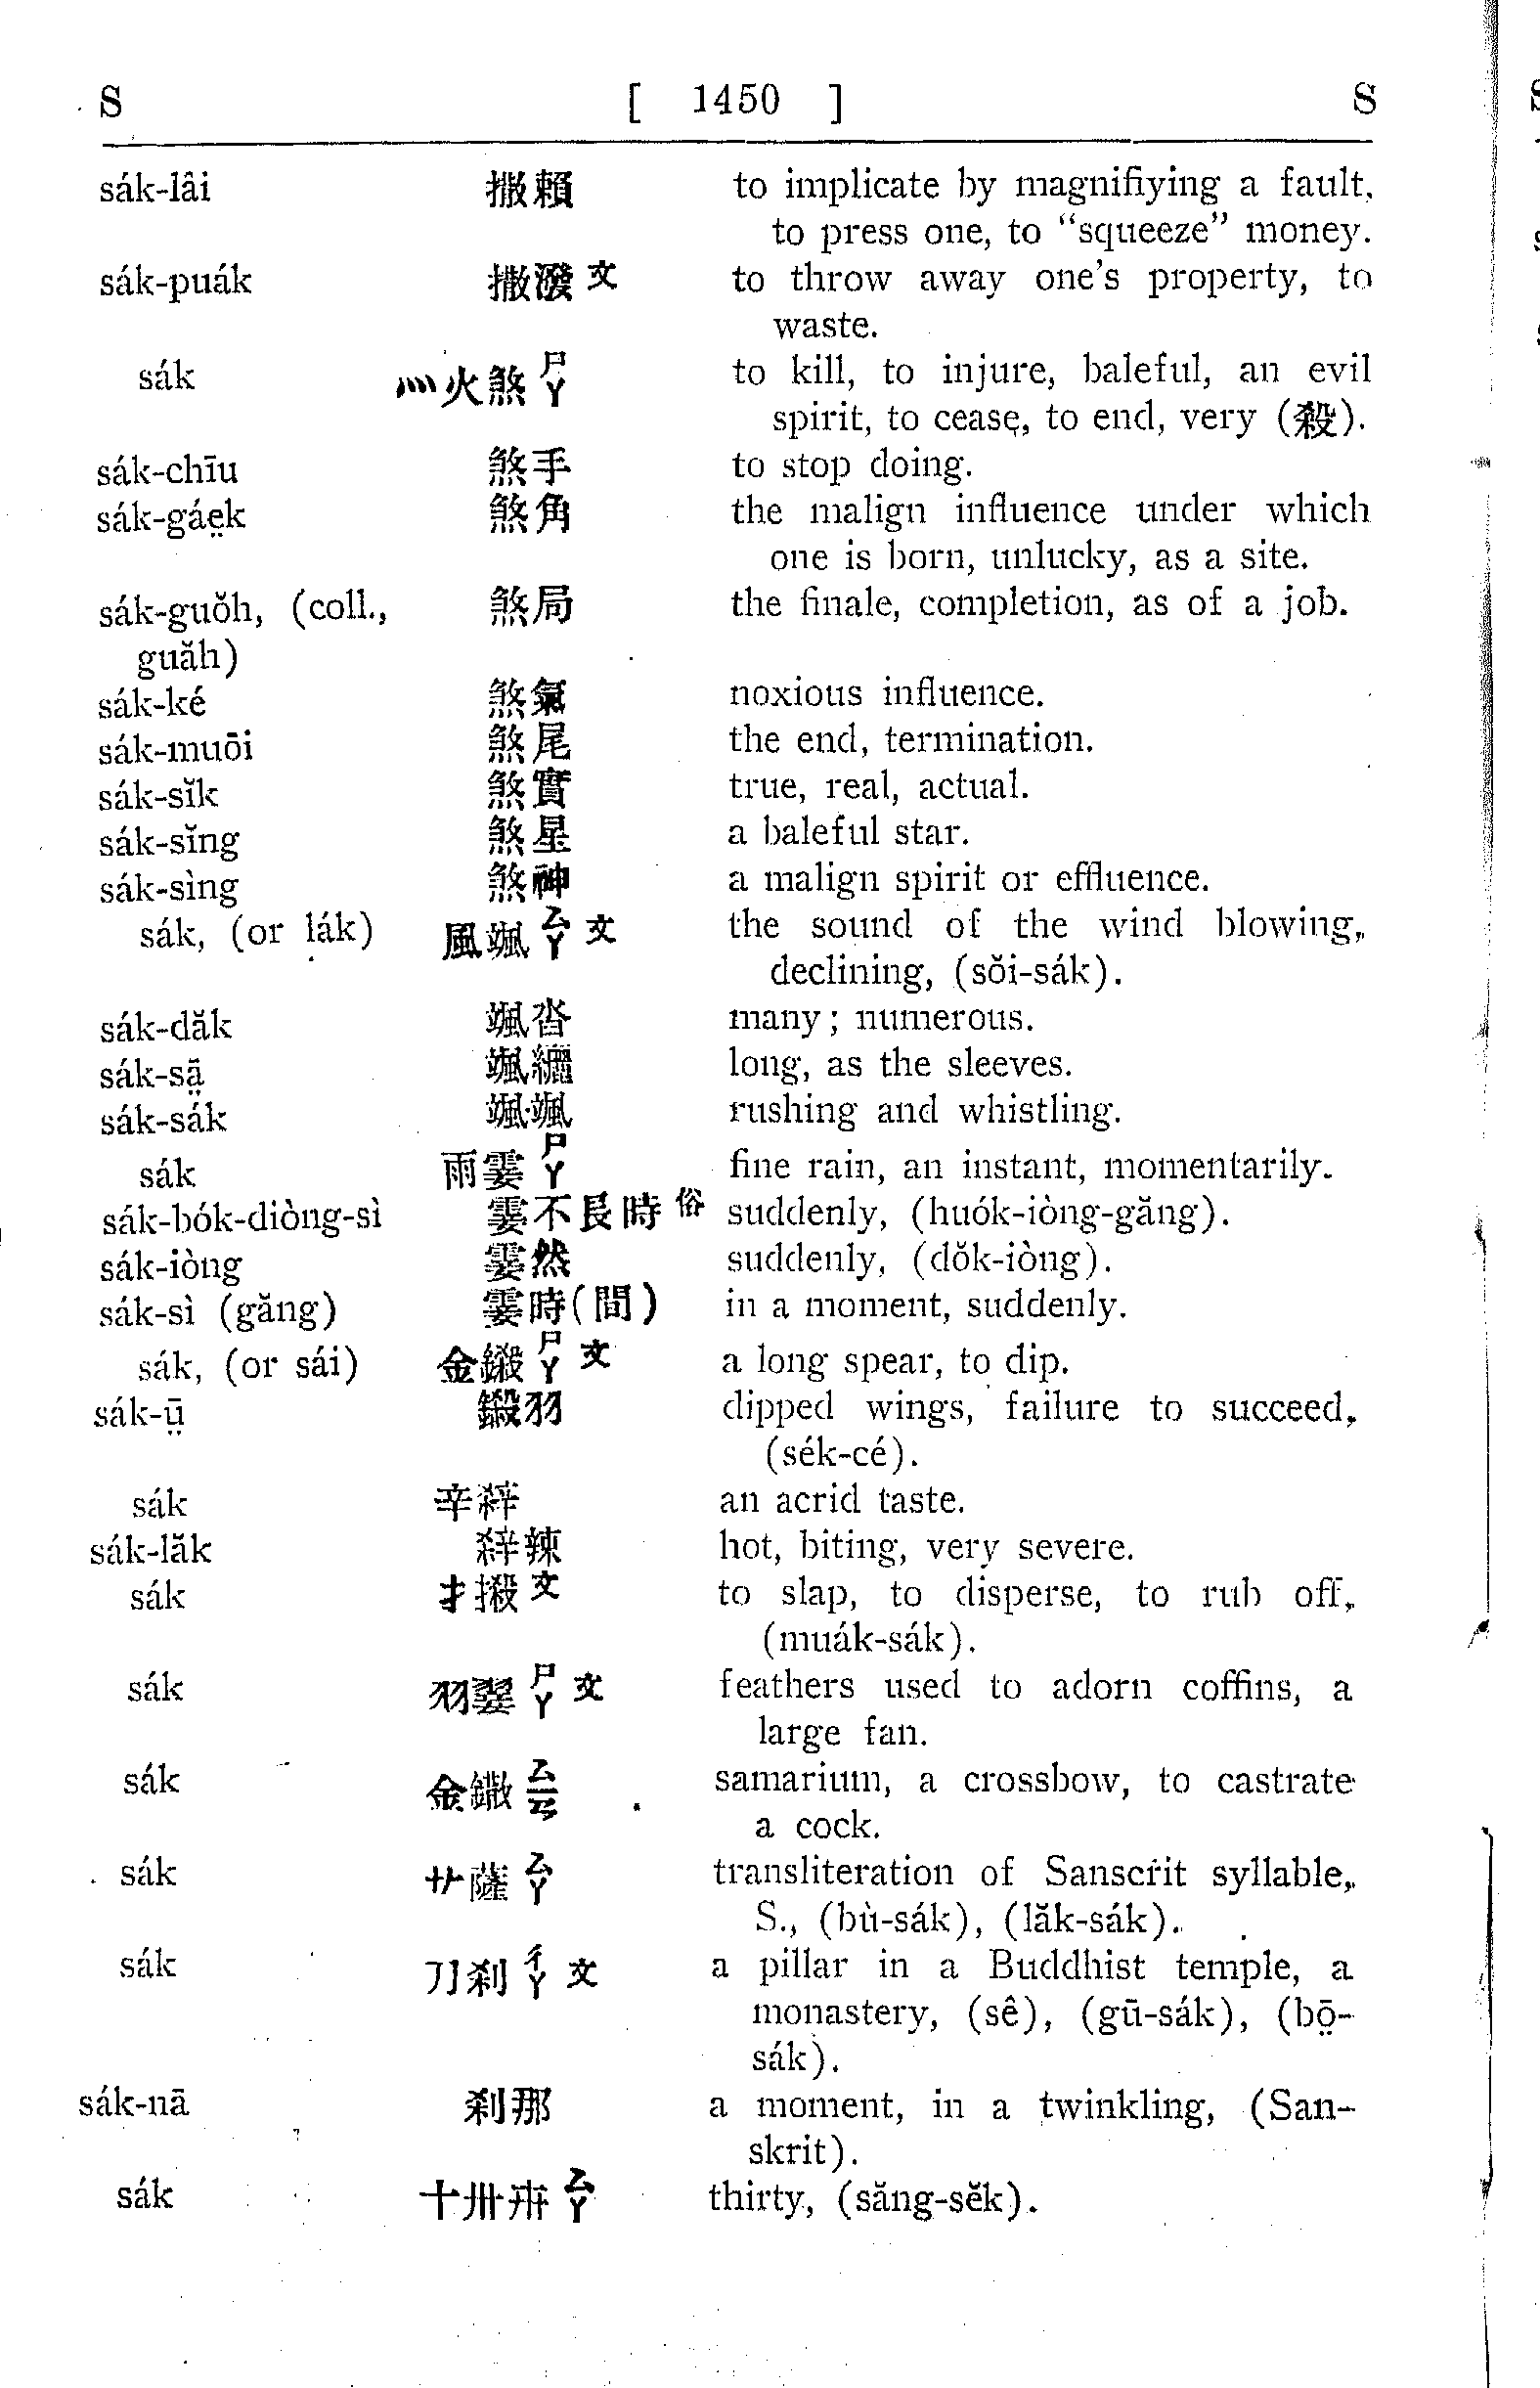 S [ 1450 ] S
sák-lâi 撒賴 to implicate by magnifiying a fault,
to press one, to “squeeze” money.
sák-puák 撒潑 文 to throw away one’s property, to
waste.
sák 灬火煞 ㄕㄚ to kill, to injure, baleful, an evil
spirit, to cease, to end, very (殺).
sák-chīu 煞手 to stop doing.
sák-gáe̤k 煞角 the malign influence under which
one is born, unlucky, as a site.
sák-guŏh, (coll., 煞局 the finale, completion, as of a job.
guăh)
sák-ké 煞氣 noxious influence.
sák-muōi 煞尾 the end, termination.
sák-sĭk 煞實 true, real, actual.
sák-sĭng 煞星 a baleful star.
sák-sìng 煞神 a malign spirit or effluence.
sák, (or lák) 風颯 ㄙㄚ 文 the sound of the wind blowing,
declining, (sŏi-sák).
sák-dăk 颯沓 many; numerous.
sák-sā̤ 颯纚 long, as the sleeves.
sák-sák 颯颯 rushing and whistling.
sák 雨霎 ㄕㄚ fine rain, an instant, momentarily.
sák-bók-diòng-sì 霎不長時 俗 suddenly, (huók-iòng-găng).
sák-iòng 霎然 suddenly, (dŏk-iòng).
sák-sì (găng) 霎時(間) in a moment, suddenly.
sák, (or sái) 金鎩 ㄕㄚ 文 a long spear, to dip.
sák-ṳ̄ 鎩羽 dipped wings, failure to succeed,
(sék-cé).
sák 辛 an acrid taste.
sák-lăk 辣 hot, biting, very severe.
sák 扌摋 文 to slap, to disperse, to rub off,
(muák-sák).
sák 羽翣 ㄕㄚ 文 feathers used to adorn coffins, a
large fan.
sák 金鏾 ㄙㄢ samarium, a crossbow, to castrate
a cock.
sák 艹薩 ㄙㄚ transliteration of Sanscrit syllable,
S., (bù-sák), (lăk-sák).
sák 刀刹 ㄔㄚ 文 a pillar in a Buddhist temple, a
monastery, (sê), (gū-sák), (bō̤-
sák).
sák-nā 刹那 a moment, in a twinkling, (San-
skrit).
sák 十卅 ㄙㄚ thirty, (săng-sĕk).